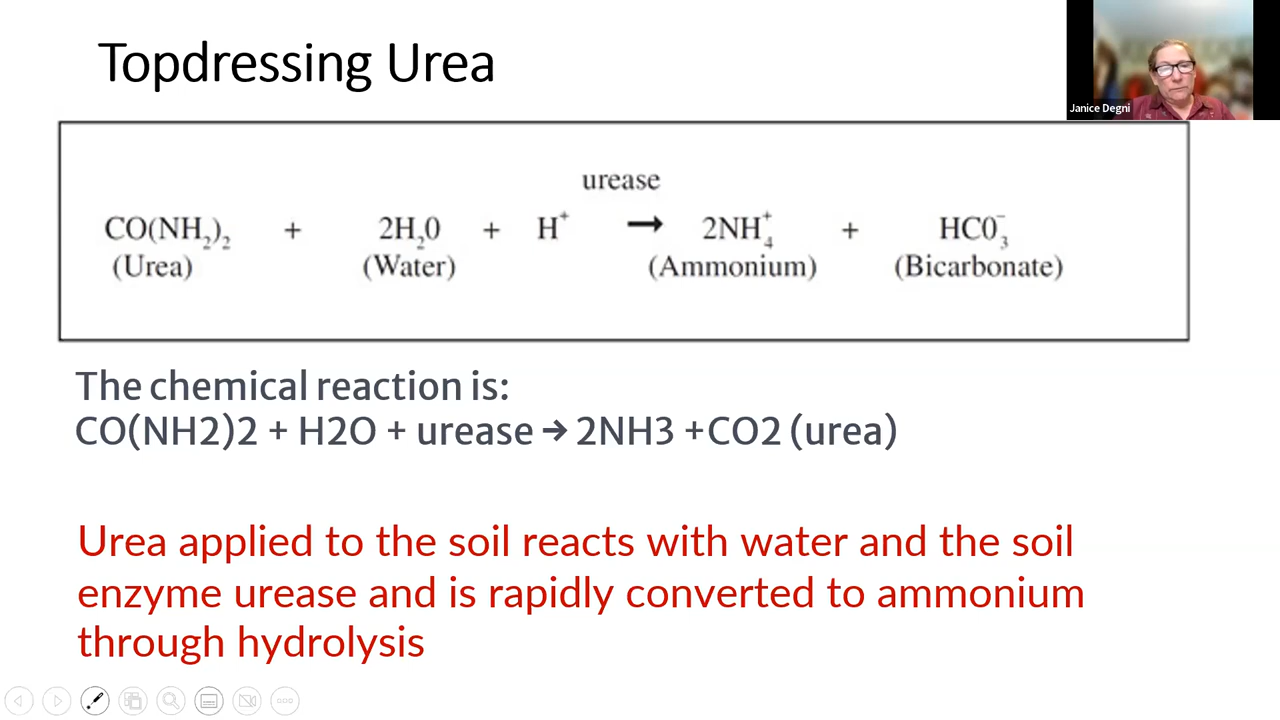 Topdressing Urea
Janice Degni
urease
CO(NH₂)₂ + 2H₂0 + H⁺ → 2NH₄⁺ + HC0₃⁻
(Urea) (Water) (Ammonium) (Bicarbonate)
The chemical reaction is:
CO(NH2)2 + H2O + urease → 2NH3 +CO2 (urea)
Urea applied to the soil reacts with water and the soil
enzyme urease and is rapidly converted to ammonium
through hydrolysis